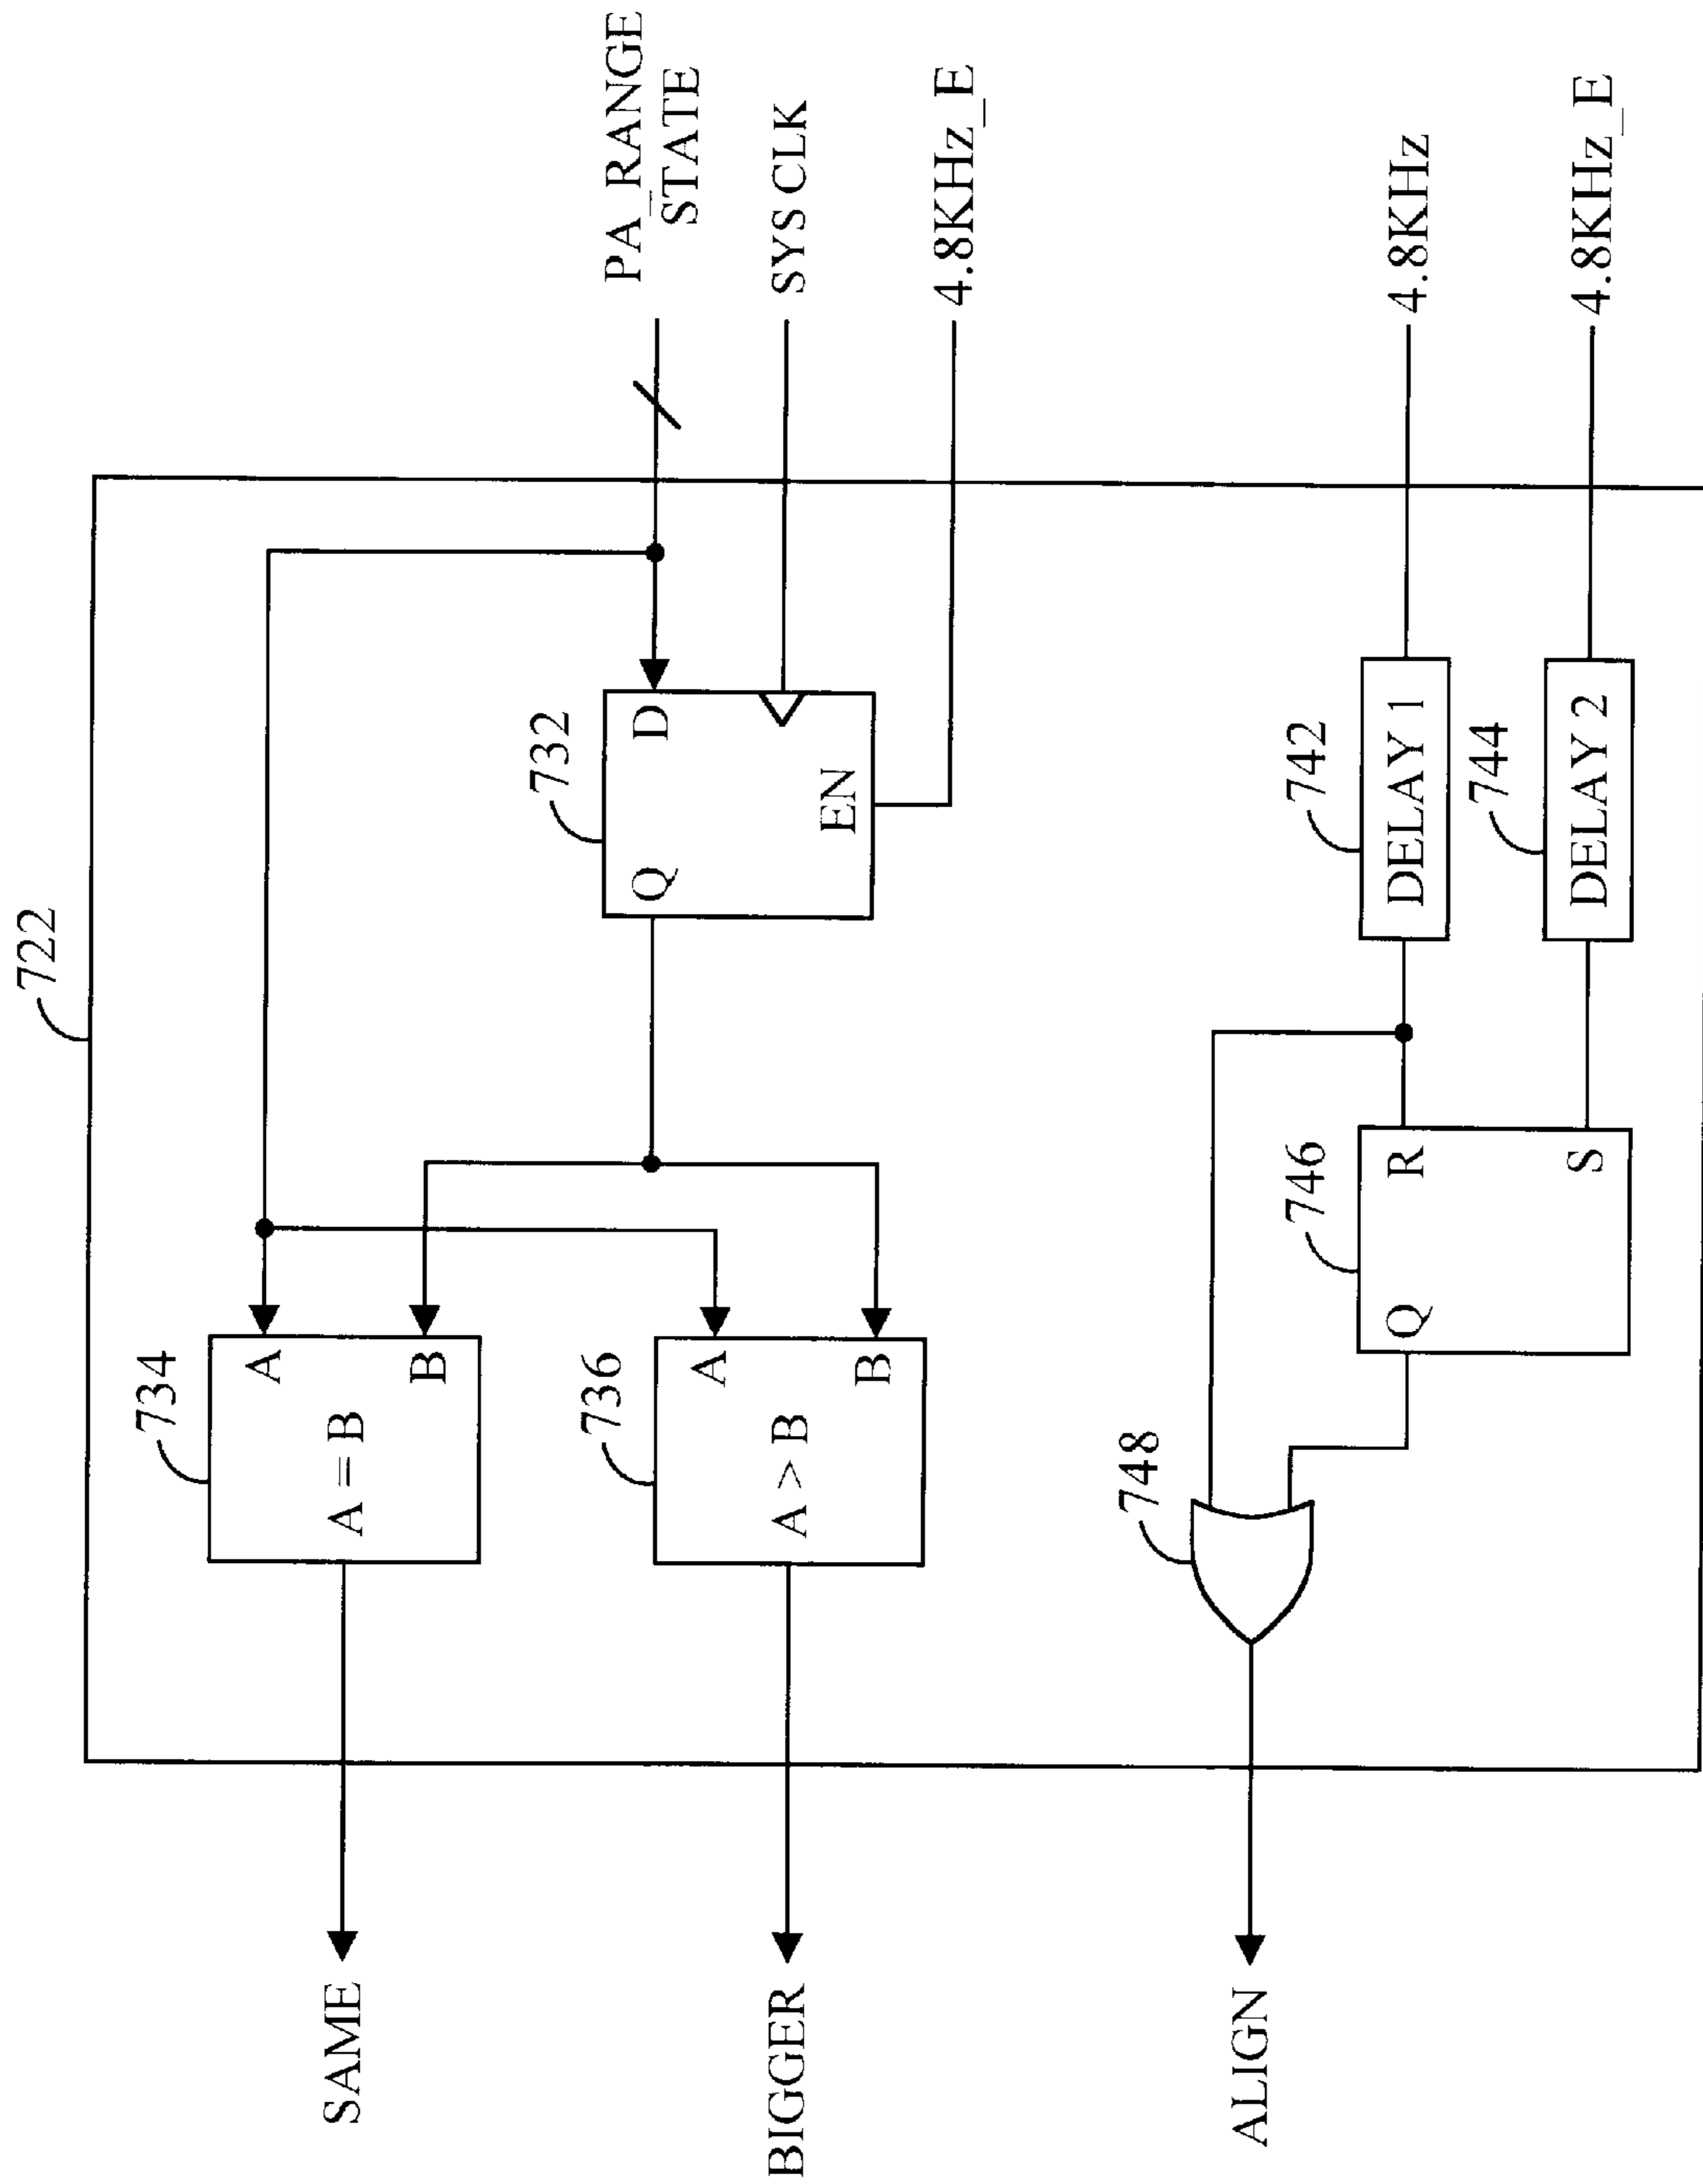 722
SAME
734
A = B
A
B
BIGGER
736
A > B
A
B
732
Q
D
EN
PA_RANGE
STATE
SYS CLK
4.8KHz_E
ALIGN
748
746
Q
R
S
742
DELAY 1
4.8KHz
744
DELAY 2
4.8KHz_E